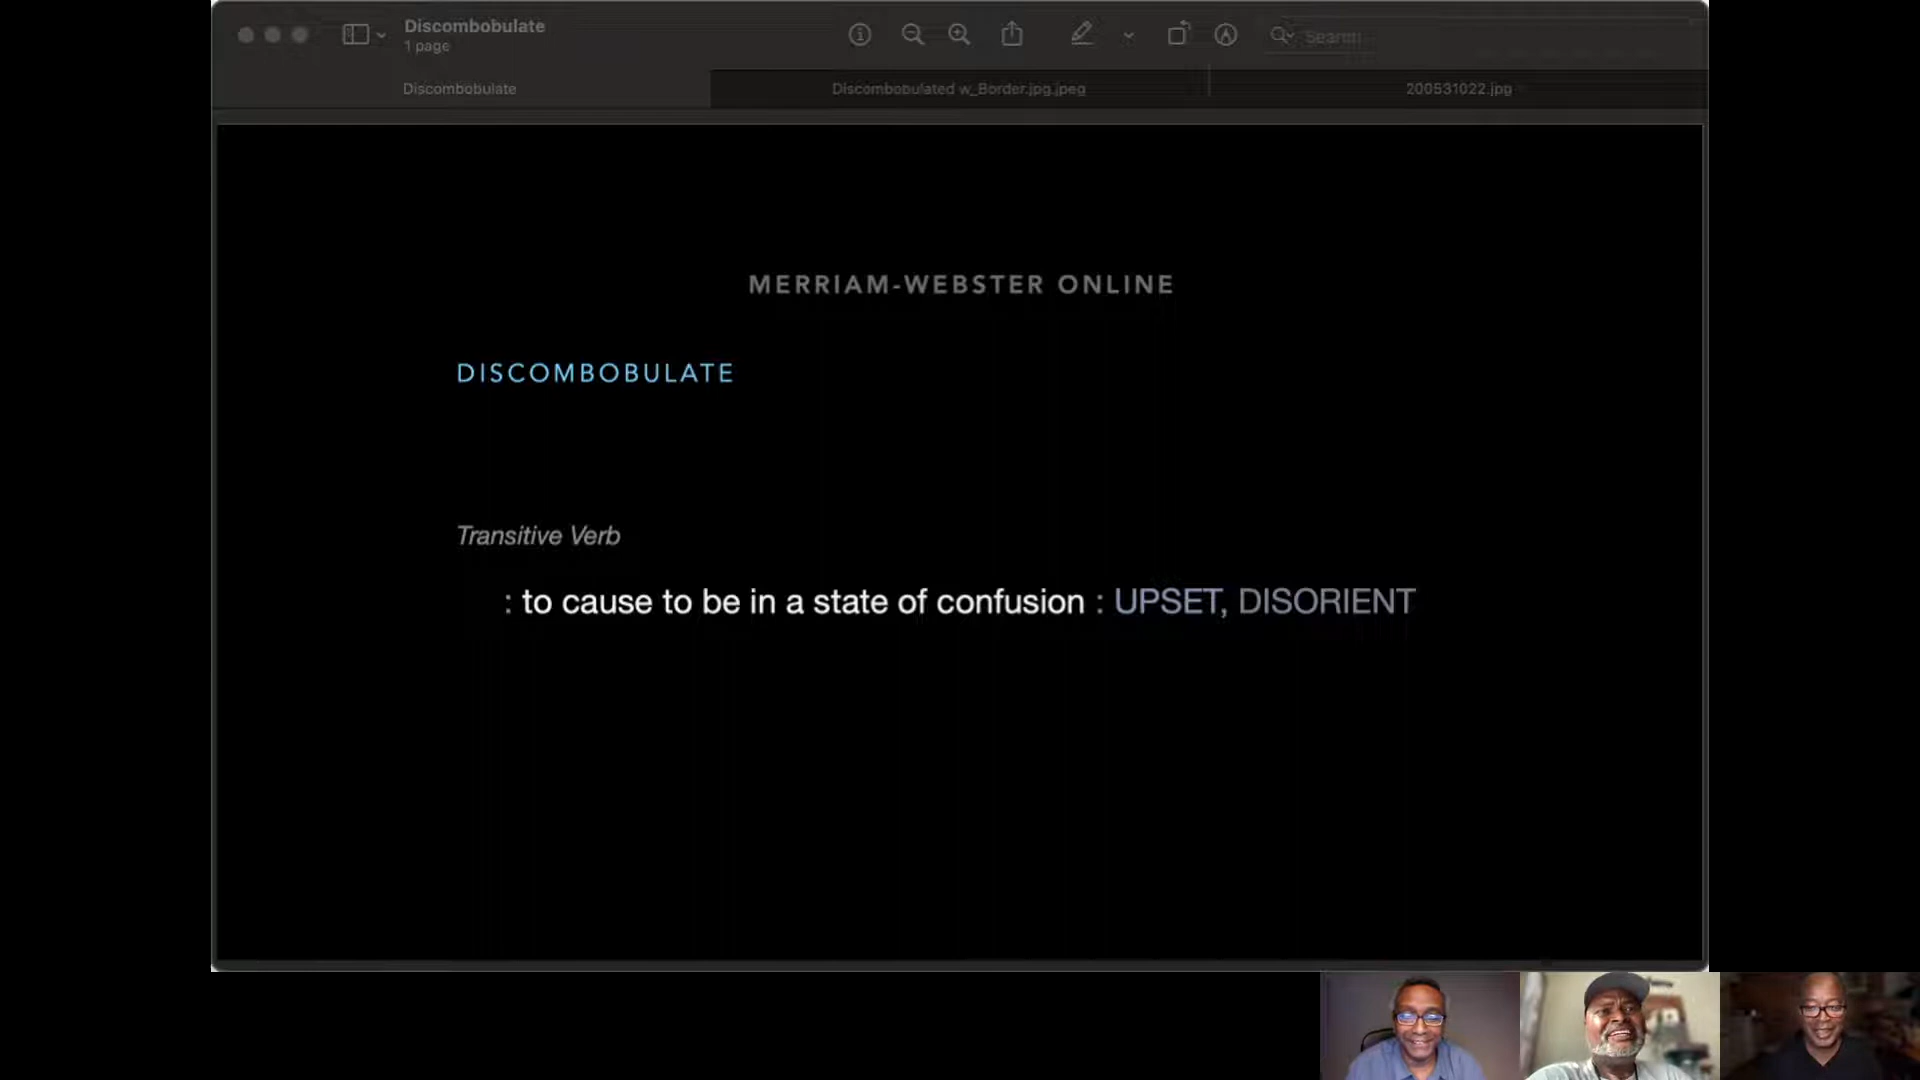 Discombobulate
1 page
Search
Discombobulate
Discombobulated w_Border.jpg.jpeg
200531022.jpg
MERRIAM-WEBSTER ONLINE
DISCOMBOBULATE
Transitive Verb
: to cause to be in a state of confusion : UPSET, DISORIENT